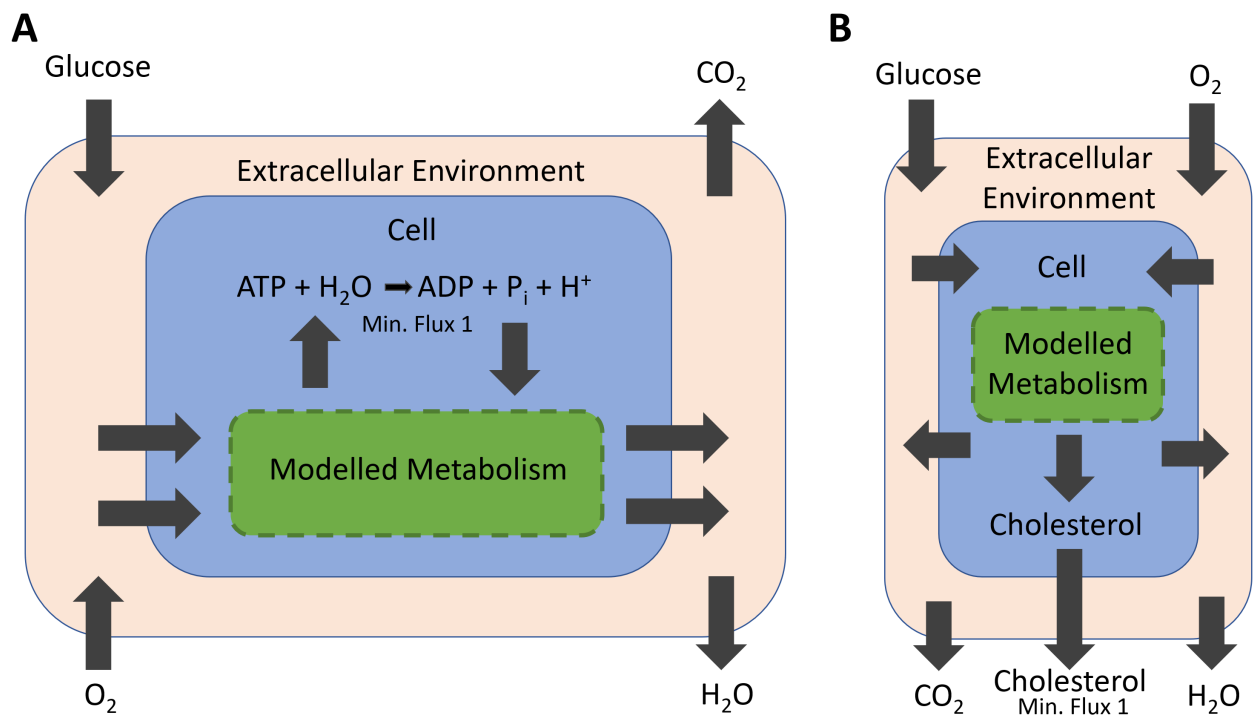 A
Glucose
CO₂
Extracellular Environment
Cell
ATP + H₂O ➡ ADP + Pᵢ + H⁺
Min. Flux 1
Modelled Metabolism
O₂
H₂O
B
Glucose
O₂
Extracellular
Environment
Cell
Modelled
Metabolism
Cholesterol
CO₂
Cholesterol
Min. Flux 1
H₂O